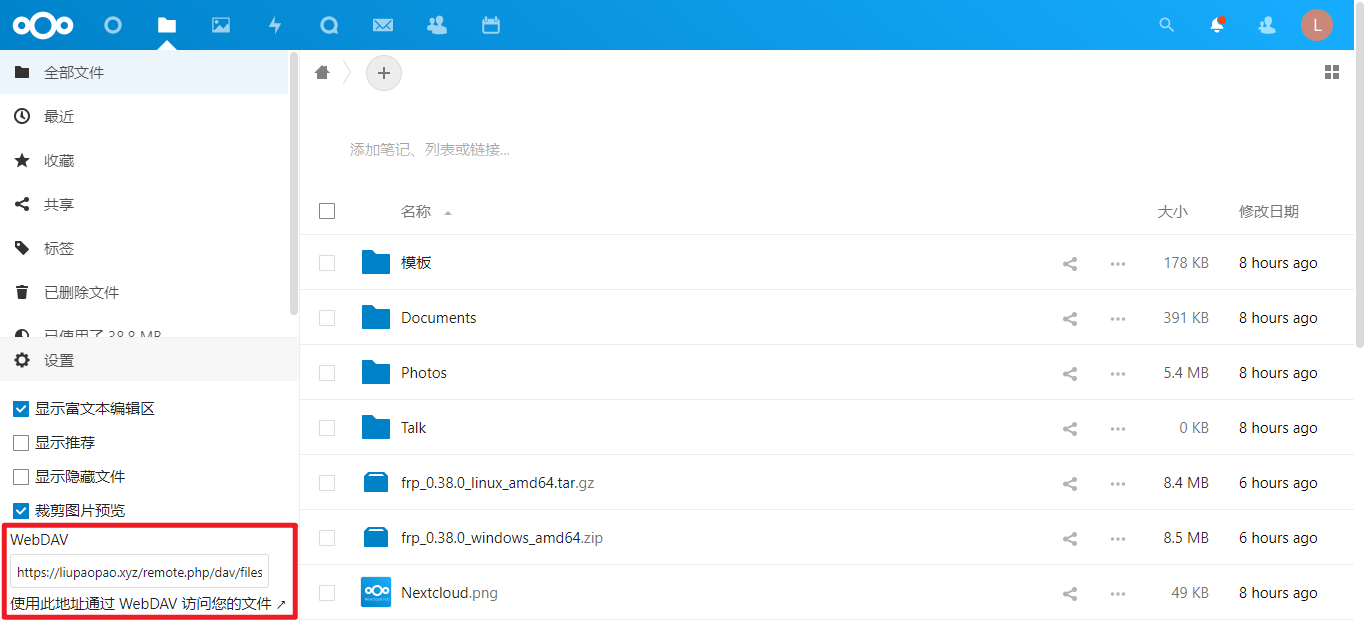 L
全部文件
最近
收藏
共享
标签
已删除文件
已使用了 38.8 MB
设置
显示富文本编辑区
显示推荐
显示隐藏文件
裁剪图片预览
WebDAV
https://liupaopao.xyz/remote.php/dav/files
使用此地址通过 WebDAV 访问您的文件 ↗
添加笔记、列表或链接...
名称 大小 修改日期
模板 178 KB 8 hours ago
Documents 391 KB 8 hours ago
Photos 5.4 MB 8 hours ago
Talk 0 KB 8 hours ago
frp_0.38.0_linux_amd64.tar.gz 8.4 MB 6 hours ago
frp_0.38.0_windows_amd64.zip 8.5 MB 6 hours ago
Nextcloud.png 49 KB 8 hours ago